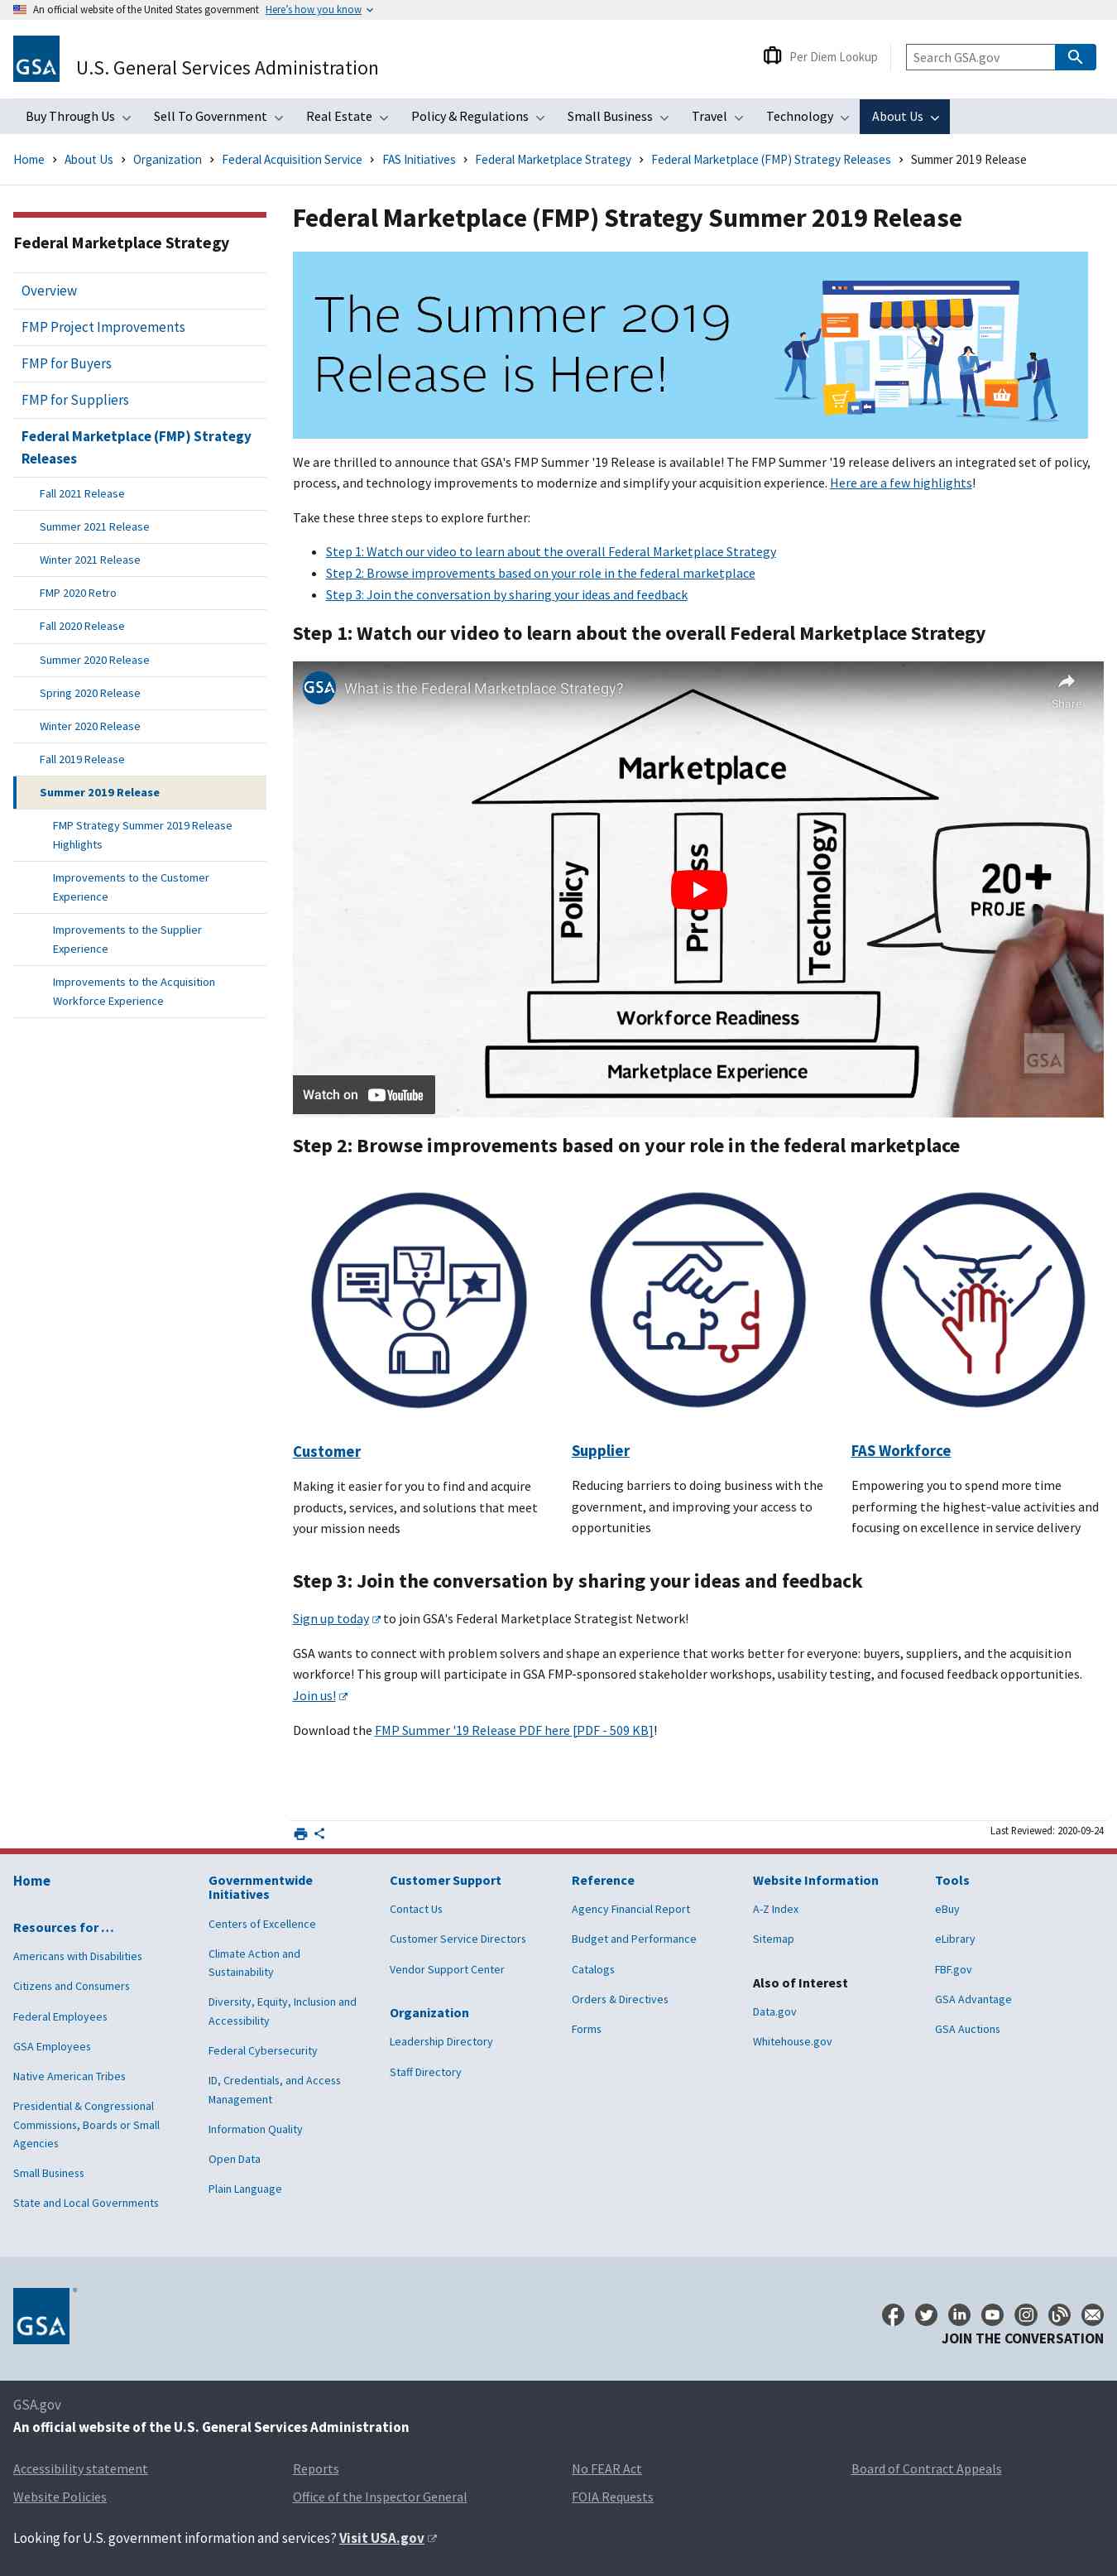 An official website of the United States government Here's how you know
GSA
U.S. General Services Administration
Per Diem Lookup
Search GSA.gov
Buy Through Us
Sell To Government
Real Estate
Policy & Regulations
Small Business
Travel
Technology
About Us
Home
About Us
Organization
Federal Acquisition Service
FAS Initiatives
Federal Marketplace Strategy
Federal Marketplace (FMP) Strategy Releases
Summer 2019 Release
Federal Marketplace Strategy
Overview
FMP Project Improvements
FMP for Buyers
FMP for Suppliers
Federal Marketplace (FMP) Strategy
Releases
Fall 2021 Release
Summer 2021 Release
Winter 2021 Release
FMP 2020 Retro
Fall 2020 Release
Summer 2020 Release
Spring 2020 Release
Winter 2020 Release
Fall 2019 Release
Summer 2019 Release
FMP Strategy Summer 2019 Release
Highlights
Improvements to the Customer
Experience
Improvements to the Supplier
Experience
Improvements to the Acquisition
Workforce Experience
Federal Marketplace (FMP) Strategy Summer 2019 Release
The Summer 2019
Release is Here!
We are thrilled to announce that GSA's FMP Summer '19 Release is available! The FMP Summer '19 release delivers an integrated set of policy,
process, and technology improvements to modernize and simplify your acquisition experience. Here are a few highlights!
Take these three steps to explore further:
Step 1: Watch our video to learn about the overall Federal Marketplace Strategy
Step 2: Browse improvements based on your role in the federal marketplace
Step 3: Join the conversation by sharing your ideas and feedback
Step 1: Watch our video to learn about the overall Federal Marketplace Strategy
GSA
What is the Federal Marketplace Strategy?
Share
Marketplace
Policy
Technology
20+
PROJE
Workforce Readiness
Marketplace Experience
GSA
Watch on YouTube
Step 2: Browse improvements based on your role in the federal marketplace
Customer
Making it easier for you to find and acquire
products, services, and solutions that meet
your mission needs
Supplier
Reducing barriers to doing business with the
government, and improving your access to
opportunities
FAS Workforce
Empowering you to spend more time
performing the highest-value activities and
focusing on excellence in service delivery
Step 3: Join the conversation by sharing your ideas and feedback
Sign up today to join GSA's Federal Marketplace Strategist Network!
GSA wants to connect with problem solvers and shape an experience that works better for everyone: buyers, suppliers, and the acquisition
workforce! This group will participate in GSA FMP-sponsored stakeholder workshops, usability testing, and focused feedback opportunities.
Join us!
Download the FMP Summer '19 Release PDF here [PDF - 509 KB]!
Last Reviewed: 2020-09-24
Home
Resources for …
Americans with Disabilities
Citizens and Consumers
Federal Employees
GSA Employees
Native American Tribes
Presidential & Congressional
Commissions, Boards or Small
Agencies
Small Business
State and Local Governments
Governmentwide
Initiatives
Centers of Excellence
Climate Action and
Sustainability
Diversity, Equity, Inclusion and
Accessibility
Federal Cybersecurity
ID, Credentials, and Access
Management
Information Quality
Open Data
Plain Language
Customer Support
Contact Us
Customer Service Directors
Vendor Support Center
Organization
Leadership Directory
Staff Directory
Reference
Agency Financial Report
Budget and Performance
Catalogs
Orders & Directives
Forms
Website Information
A-Z Index
Sitemap
Also of Interest
Data.gov
Whitehouse.gov
Tools
eBuy
eLibrary
FBF.gov
GSA Advantage
GSA Auctions
GSA ®
JOIN THE CONVERSATION
GSA.gov
An official website of the U.S. General Services Administration
Accessibility statement
Reports
No FEAR Act
Board of Contract Appeals
Website Policies
Office of the Inspector General
FOIA Requests
Looking for U.S. government information and services? Visit USA.gov